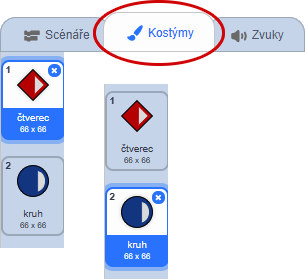 Scénáře
Kostýmy
Zvuky
1
čtverec
66 x 66
2
kruh
66 x 66
1
čtverec
66 x 66
2
kruh
66 x 66